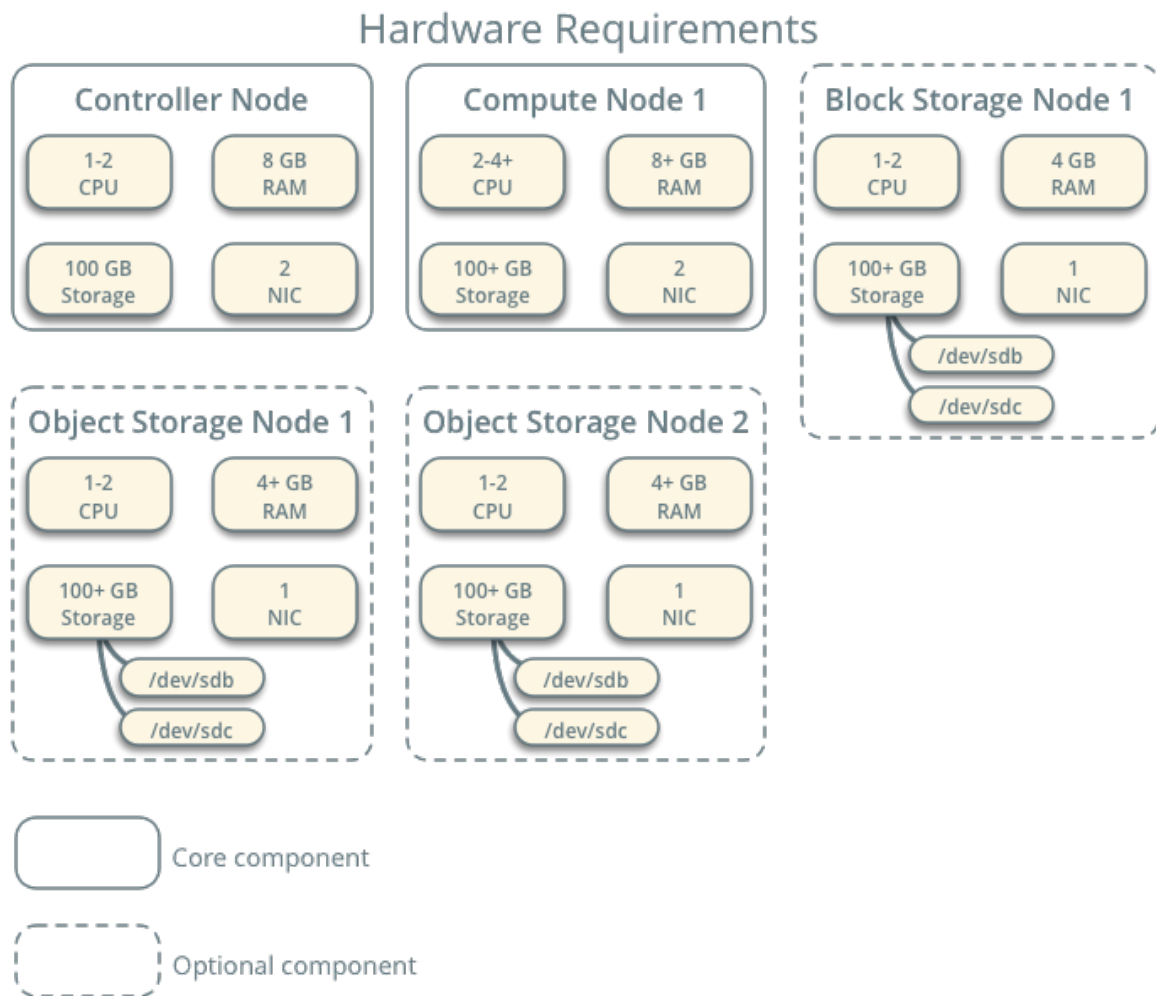 Hardware Requirements
Controller Node
1-2
CPU
8 GB
RAM
100 GB
Storage
2
NIC
Compute Node 1
2-4+
CPU
8+ GB
RAM
100+ GB
Storage
2
NIC
Block Storage Node 1
1-2
CPU
4 GB
RAM
100+ GB
Storage
1
NIC
/dev/sdb
/dev/sdc
Object Storage Node 1
1-2
CPU
4+ GB
RAM
100+ GB
Storage
1
NIC
/dev/sdb
/dev/sdc
Object Storage Node 2
1-2
CPU
4+ GB
RAM
100+ GB
Storage
1
NIC
/dev/sdb
/dev/sdc
Core component
Optional component